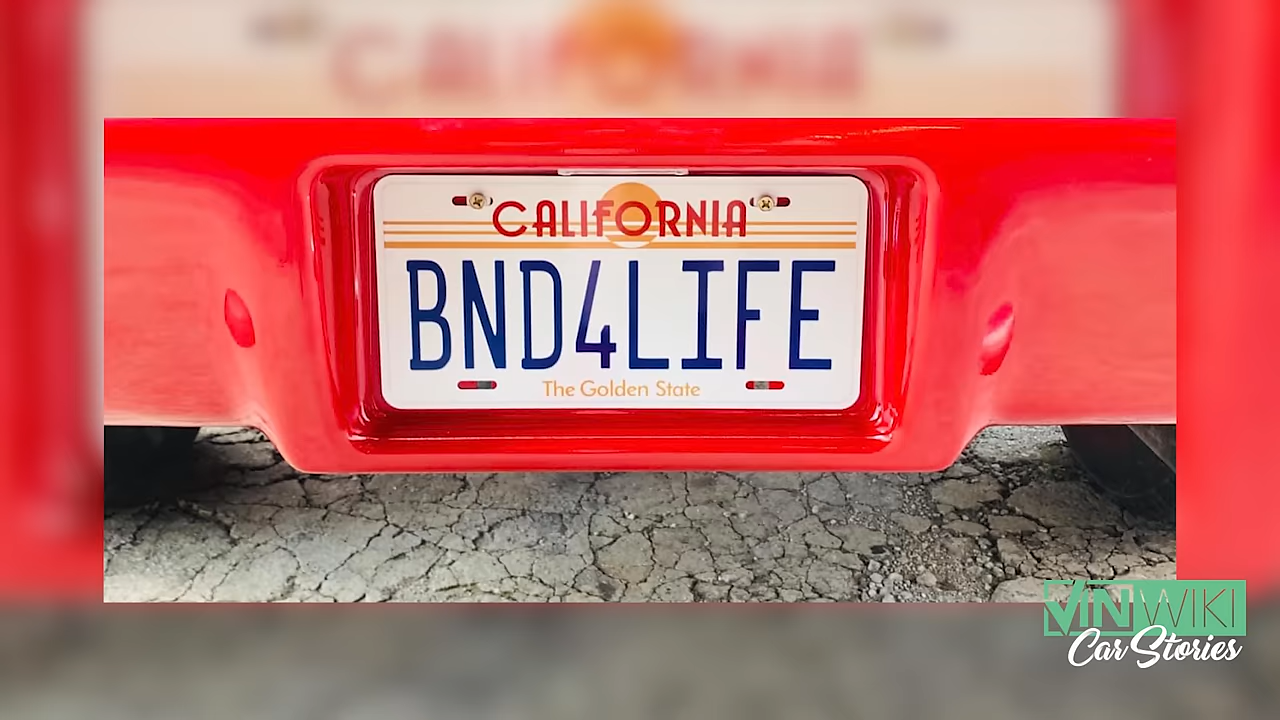 CALIFORNIA
BND4LIFE
The Golden State
VINWIKI
Car Stories